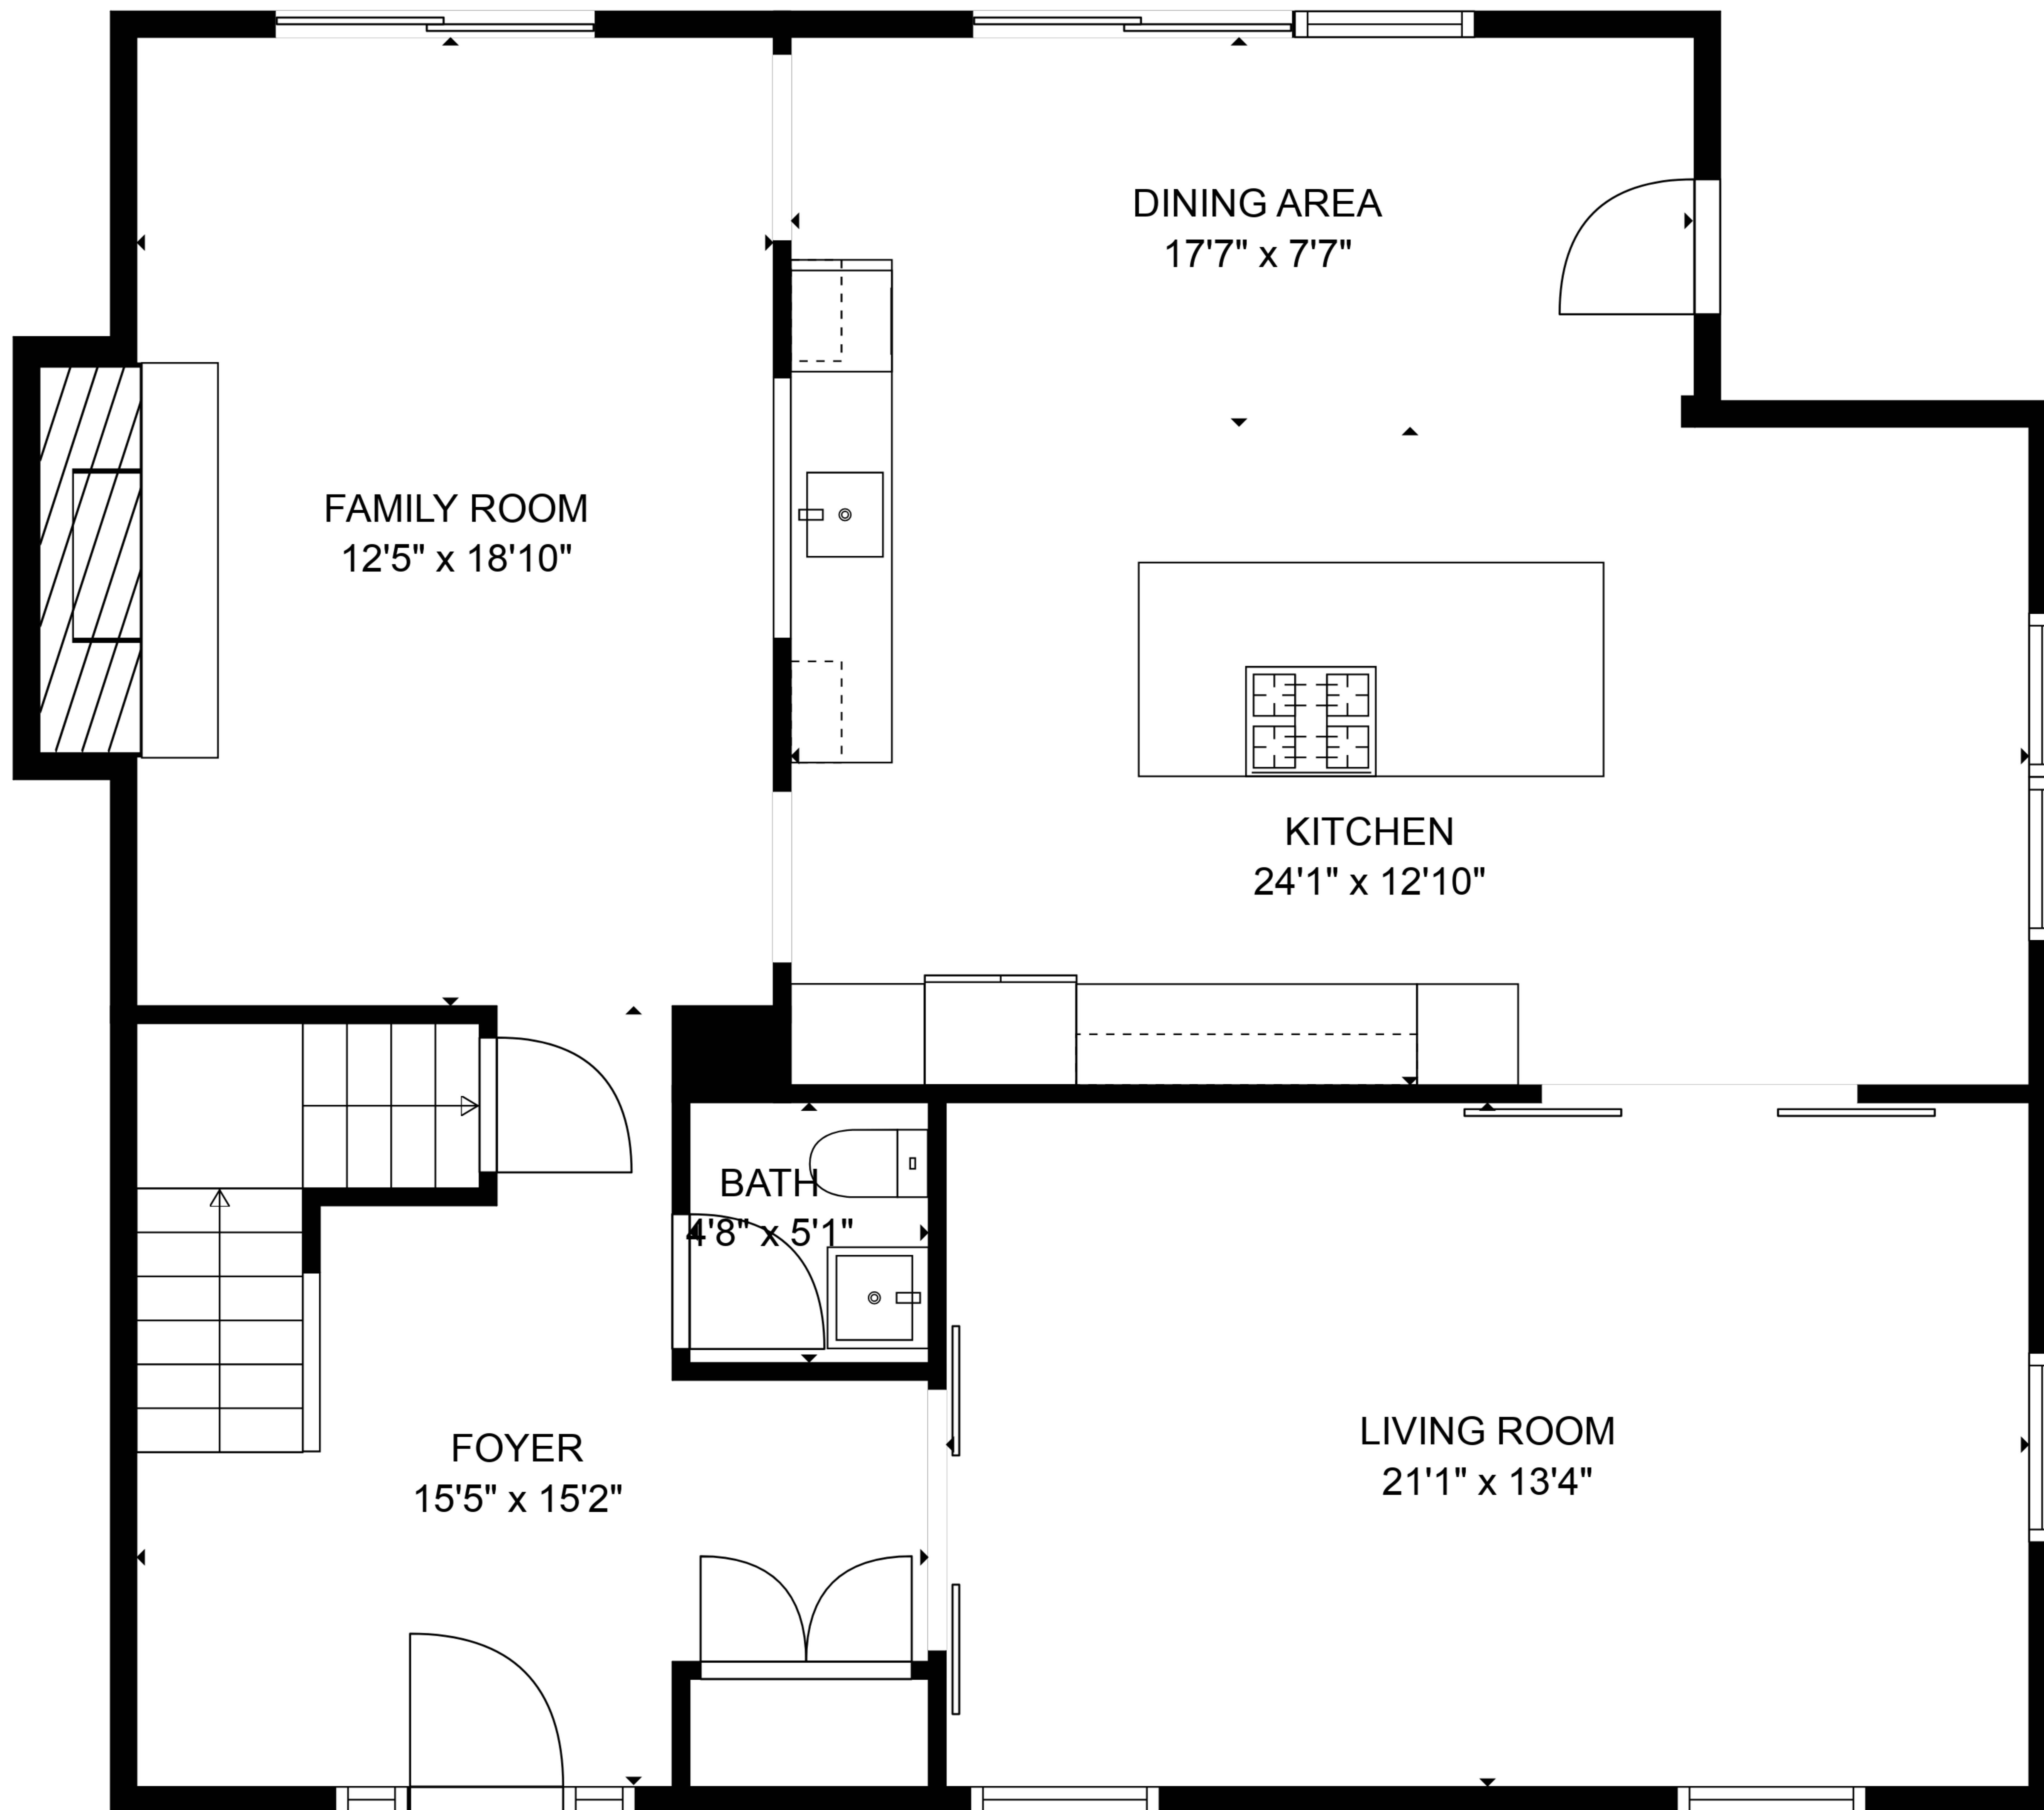 DINING AREA
17'7" x 7'7"
FAMILY ROOM
12'5" x 18'10"
KITCHEN
24'1" x 12'10"
BATH
4'8" x 5'1"
FOYER
15'5" x 15'2"
LIVING ROOM
21'1" x 13'4"